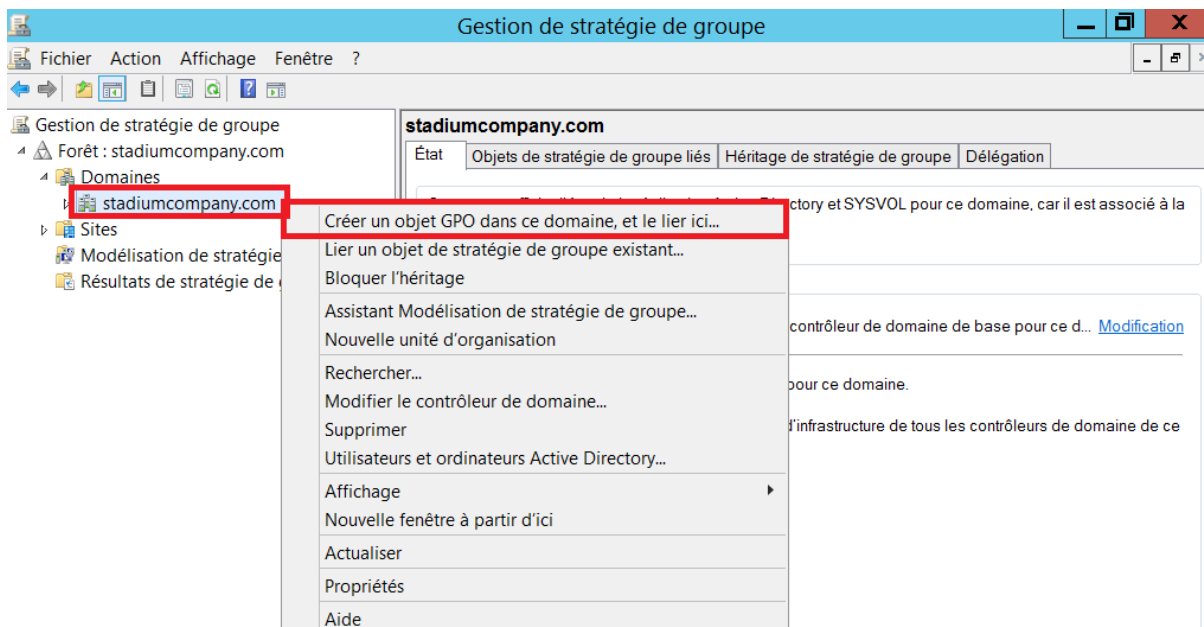 Gestion de stratégie de groupe
Fichier Action Affichage Fenêtre ?
Gestion de stratégie de groupe
Forêt : stadiumcompany.com
Domaines
stadiumcompany.com
Sites
Modélisation de stratégie
Résultats de stratégie de
stadiumcompany.com
État
Objets de stratégie de groupe liés
Héritage de stratégie de groupe
Délégation
ctory et SYSVOL pour ce domaine, car il est associé à la
contrôleur de domaine de base pour ce d... Modification
pour ce domaine.
d'infrastructure de tous les contrôleurs de domaine de ce
Créer un objet GPO dans ce domaine, et le lier ici...
Lier un objet de stratégie de groupe existant...
Bloquer l'héritage
Assistant Modélisation de stratégie de groupe...
Nouvelle unité d'organisation
Rechercher...
Modifier le contrôleur de domaine...
Supprimer
Utilisateurs et ordinateurs Active Directory...
Affichage
Nouvelle fenêtre à partir d'ici
Actualiser
Propriétés
Aide